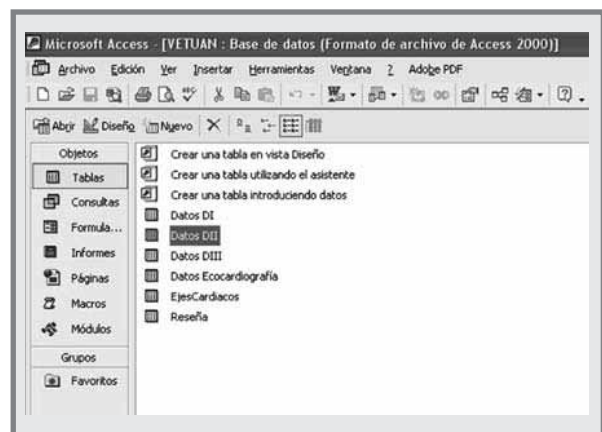 Microsoft Access - [VETUAN : Base de datos (Formato de archivo de Access 2000)]
Archivo Edición Ver Insertar Herramientas Ventana ? Adobe PDF
Abrir Diseño Nuevo
Objetos
Tablas
Consultas
Formula...
Informes
Páginas
Macros
Módulos
Grupos
Favoritos
Crear una tabla en vista Diseño
Crear una tabla utilizando el asistente
Crear una tabla introduciendo datos
Datos DI
Datos DII
Datos DIII
Datos Ecocardiografía
EjesCardiacos
Reseña